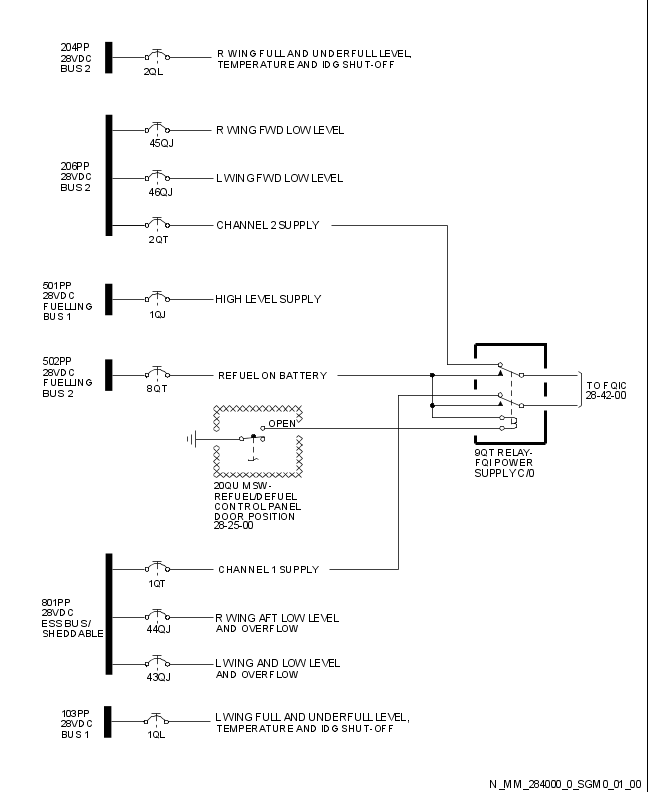 204PP
28VDC
BUS 2
2QL
R WING FULL AND UNDERFULL LEVEL,
TEMPERATURE AND IDG SHUT-OFF
45QJ
R WING FWD LOW LEVEL
206PP
28VDC
BUS 2
46QJ
L WING FWD LOW LEVEL
2QT
CHANNEL 2 SUPPLY
501PP
28VDC
FUELLING
BUS 1
1QJ
HIGH LEVEL SUPPLY
502PP
28VDC
FUELLING
BUS 2
8QT
REFUEL ON BATTERY
TO FQIC
28-42-00
OPEN
9QT RELAY-
FQI POWER
SUPPLY C/0
20QU MSW-
REFUEL/DEFUEL
CONTROL PANEL
DOOR POSITION
28-25-00
1QT
CHANNEL 1 SUPPLY
801PP
28VDC
ESS BUS/
SHEDDABLE
44QJ
R WING AFT LOW LEVEL
AND OVERFLOW
43QJ
L WING AND LOW LEVEL
AND OVERFLOW
103PP
28VDC
BUS 1
1QL
L WING FULL AND UNDERFULL LEVEL,
TEMPERATURE AND IDG SHUT-OFF
N_MM_284000_0_SGM0_01_00